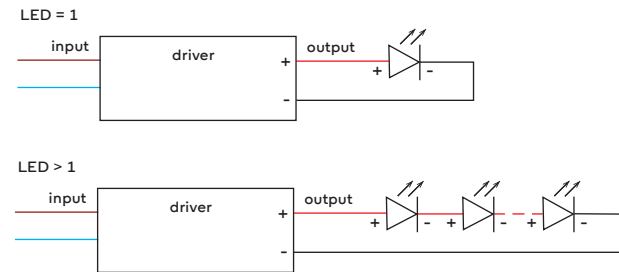 LED = 1
input
driver
+
output
+
-
-
LED > 1
input
driver
+
output
+
-
+
-
+
-
-